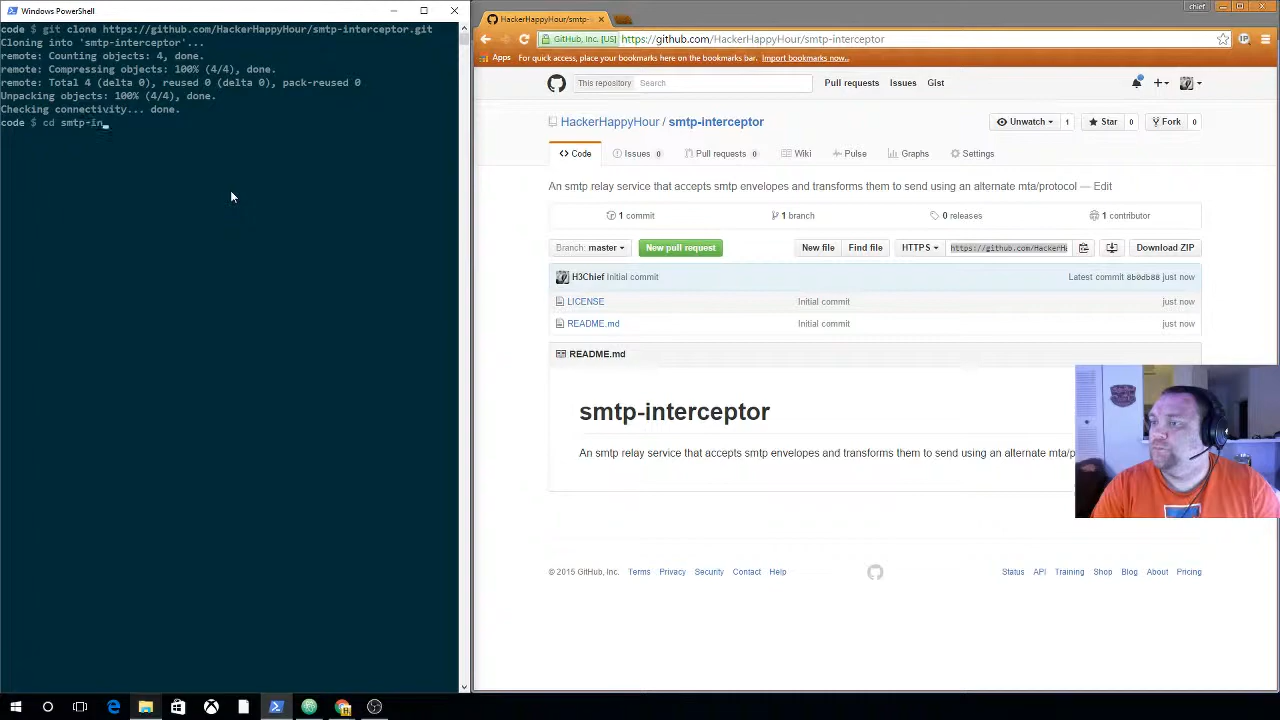 Windows PowerShell
code $ git clone https://github.com/HackerHappyHour/smtp-interceptor.git
Cloning into 'smtp-interceptor'...
remote: Counting objects: 4, done.
remote: Compressing objects: 100% (4/4), done.
remote: Total 4 (delta 0), reused 0 (delta 0), pack-reused 0
Unpacking objects: 100% (4/4), done.
Checking connectivity... done.
code $ cd smtp-in_
HackerHappyHour/smtp-
chief
GitHub, Inc. [US] https://github.com/HackerHappyHour/smtp-interceptor
Apps For quick access, place your bookmarks here on the bookmarks bar. Import bookmarks now...
This repository Search Pull requests Issues Gist
HackerHappyHour / smtp-interceptor Unwatch 1 Star 0 Fork 0
<> Code Issues 0 Pull requests 0 Wiki Pulse Graphs Settings
An smtp relay service that accepts smtp envelopes and transforms them to send using an alternate mta/protocol — Edit
1 commit 1 branch 0 releases 1 contributor
Branch: master New pull request New file Find file HTTPS https://github.com/HackerH Download ZIP
H3Chief Initial commit Latest commit 8b0db88 just now
LICENSE Initial commit just now
README.md Initial commit just now
README.md
smtp-interceptor
An smtp relay service that accepts smtp envelopes and transforms them to send using an alternate mta/p
© 2015 GitHub, Inc. Terms Privacy Security Contact Help Status API Training Shop Blog About Pricing